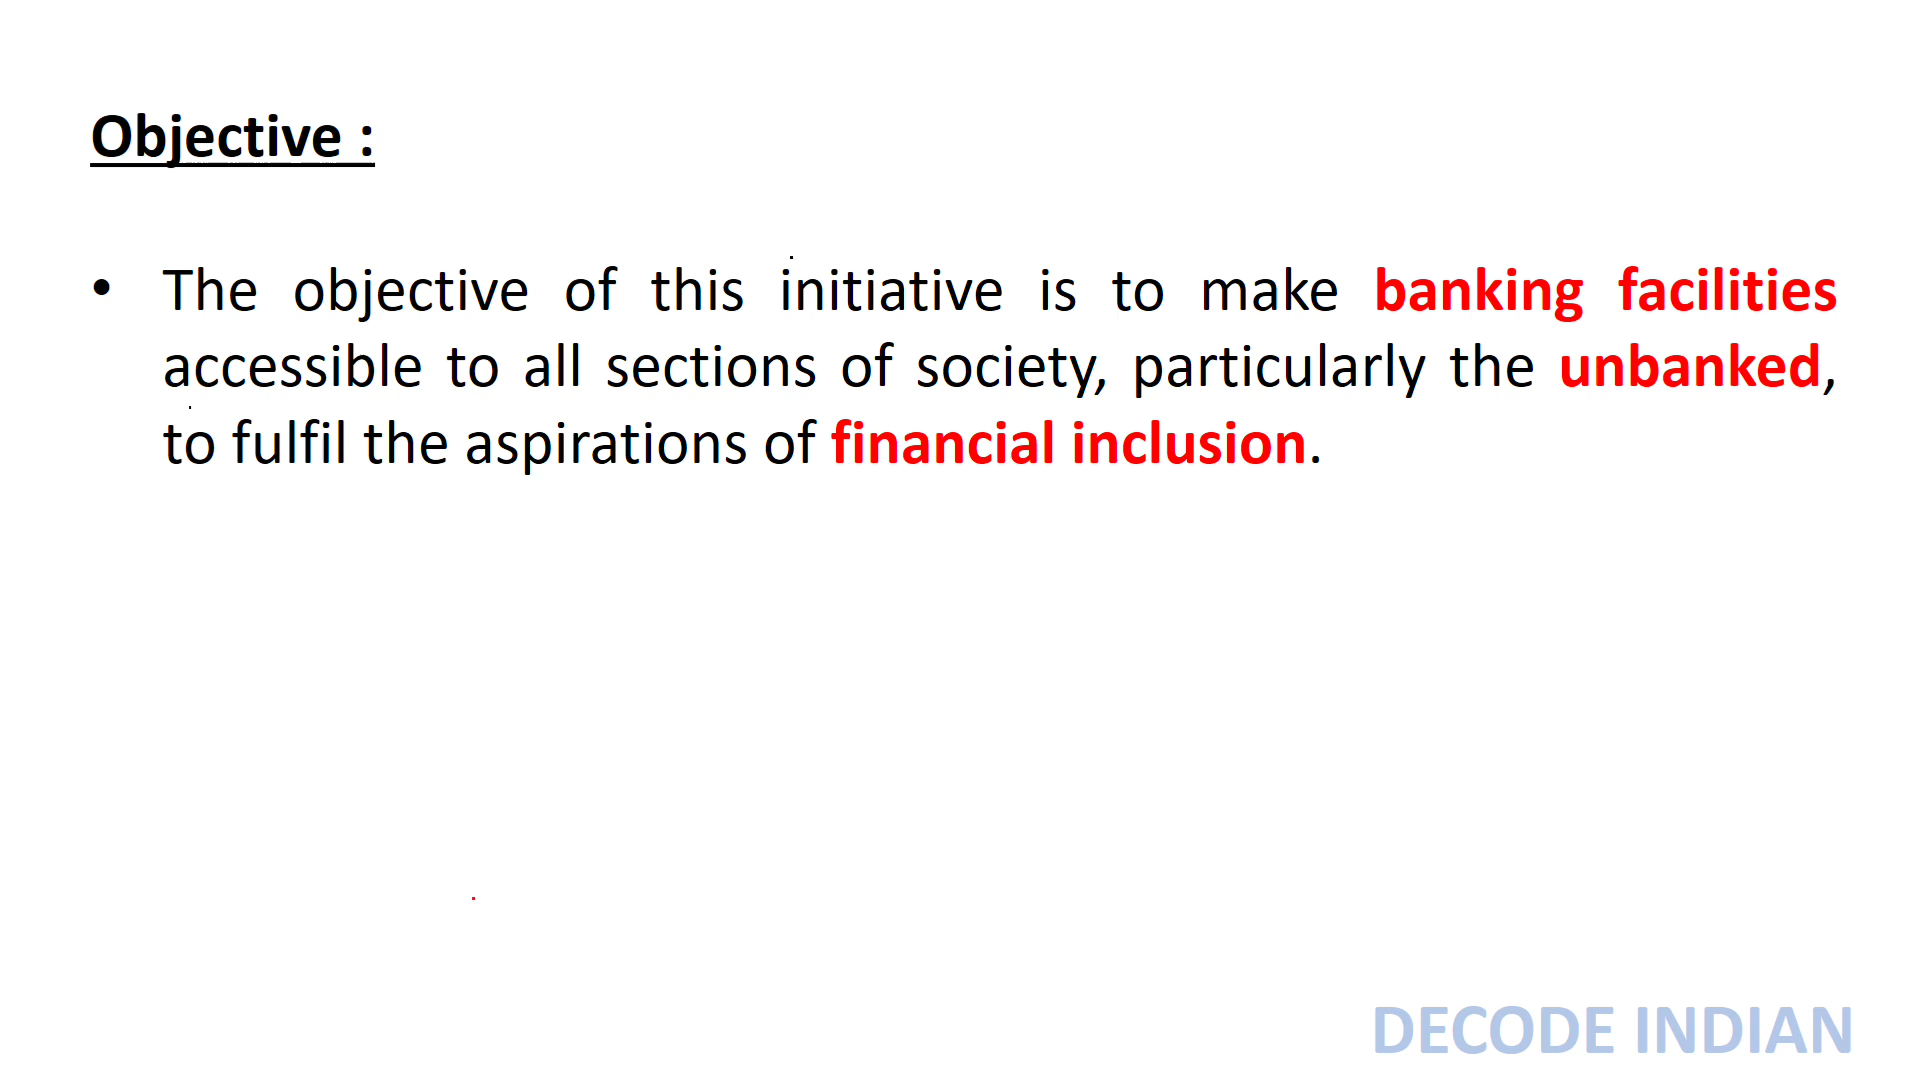 Objective :
• The objective of this initiative is to make banking facilities
accessible to all sections of society, particularly the unbanked,
to fulfil the aspirations of financial inclusion.
DECODE INDIAN